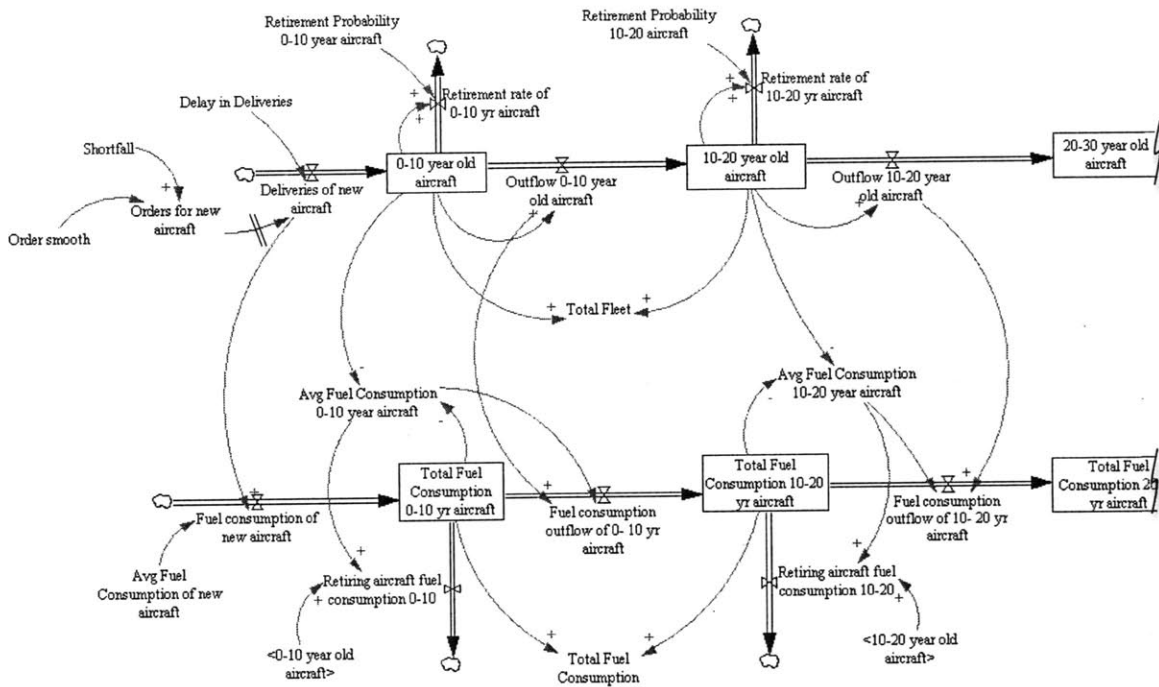 Retirement Probability
0-10 year aircraft
Retirement Probability
10-20 aircraft
Retirement rate of
0-10 yr aircraft
Retirement rate of
10-20 yr aircraft
Delay in Deliveries
Shortfall
Order smooth
Orders for new
aircraft
Deliveries of new
aircraft
0-10 year old
aircraft
Outflow 0-10 year
old aircraft
10-20 year old
aircraft
Outflow 10-20 year
old aircraft
20-30 year old
aircraft
Total Fleet
Avg Fuel Consumption
0-10 year aircraft
Avg Fuel Consumption
10-20 year aircraft
Total Fuel
Consumption
0-10 yr aircraft
Total Fuel
Consumption 10-20
yr aircraft
Total Fuel
Consumption
yr aircraft
Fuel consumption of
new aircraft
Fuel consumption
outflow of 0- 10 yr
aircraft
Fuel consumption
outflow of 10- 20 yr
aircraft
Avg Fuel
Consumption of new
aircraft
Retiring aircraft fuel
consumption 0-10
Retiring aircraft fuel
consumption 10-20
<0-10 year old
aircraft>
Total Fuel
Consumption
<10-20 year old
aircraft>